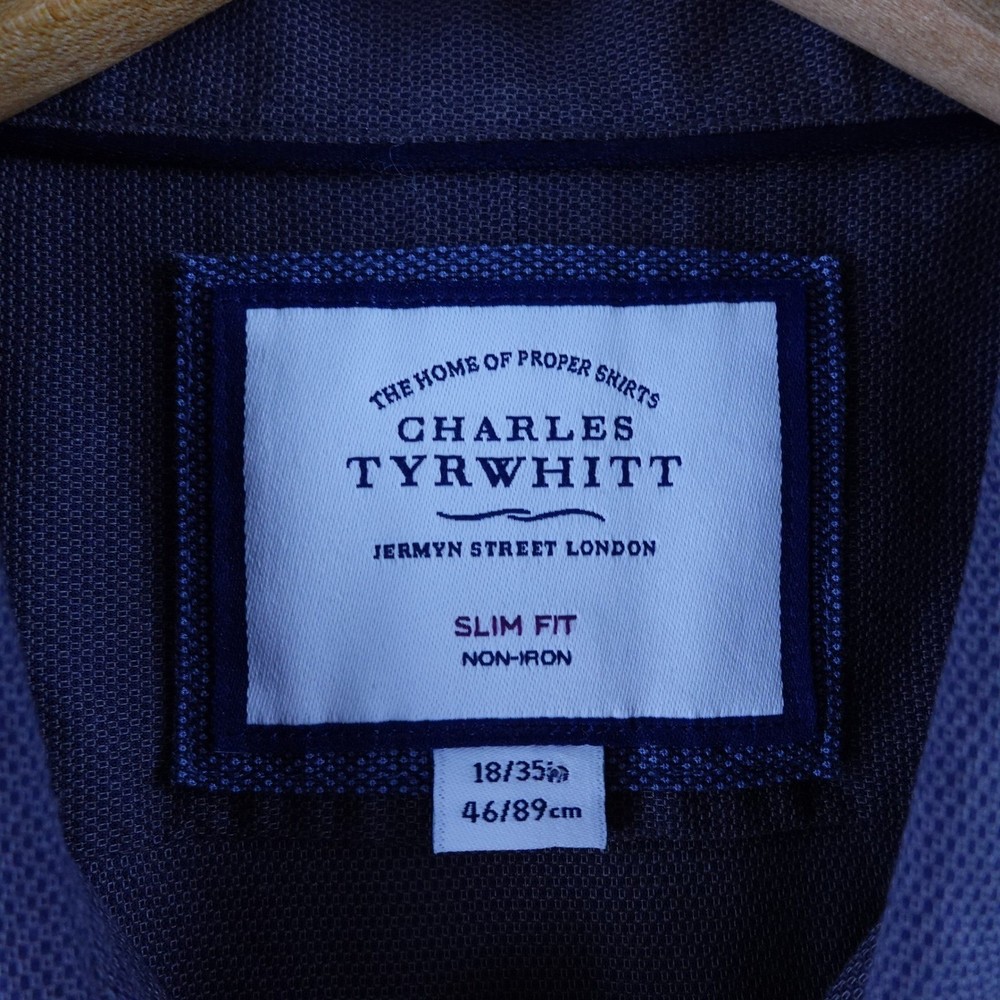 THE HOME OF PROPER SHIRTS
CHARLES
TYRWHITT
JERMYN STREET LONDON
SLIM FIT
NON-IRON
18/35in
46/89cm